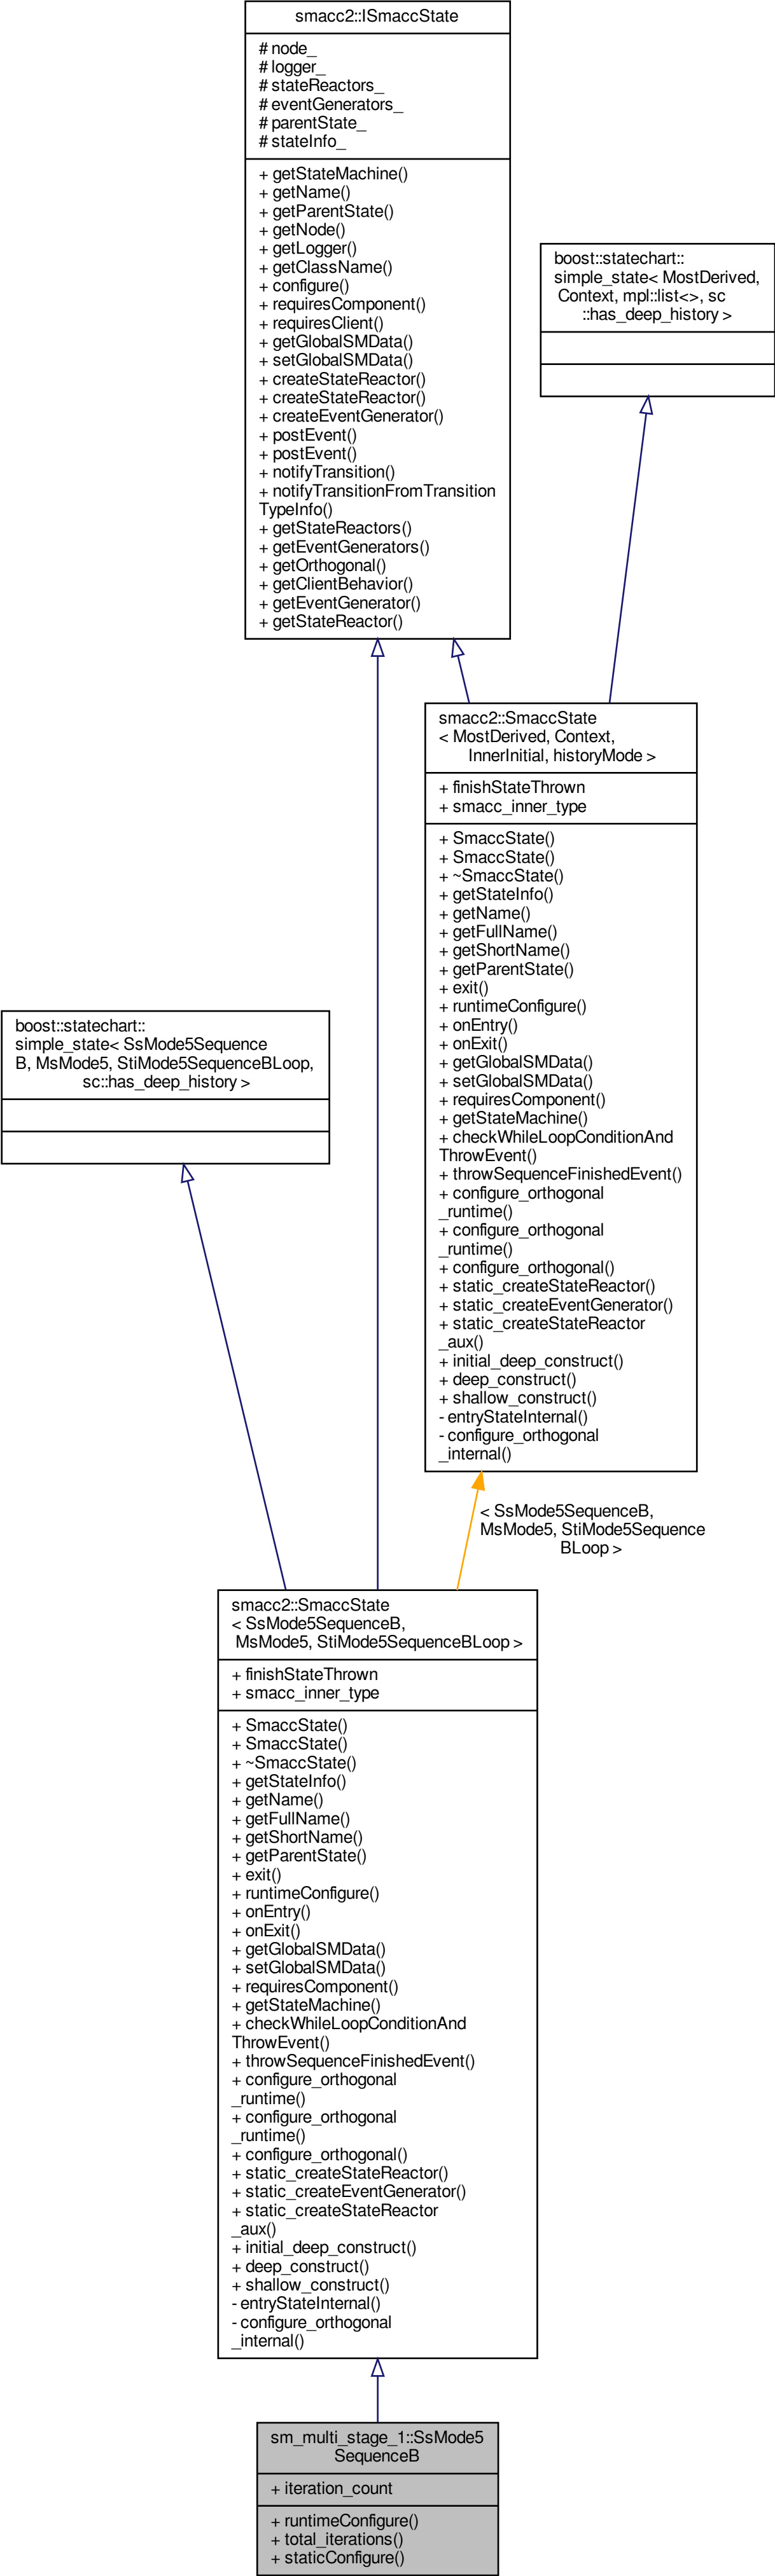 smacc2::ISmaccState
# node_
# logger_
# stateReactors_
# eventGenerators_
# parentState_
# stateInfo_
+ getStateMachine()
+ getName()
+ getParentState()
+ getNode()
+ getLogger()
+ getClassName()
+ configure()
+ requiresComponent()
+ requiresClient()
+ getGlobalSMData()
+ setGlobalSMData()
+ createStateReactor()
+ createStateReactor()
+ createEventGenerator()
+ postEvent()
+ postEvent()
+ notifyTransition()
+ notifyTransitionFromTransition
TypeInfo()
+ getStateReactors()
+ getEventGenerators()
+ getOrthogonal()
+ getClientBehavior()
+ getEventGenerator()
+ getStateReactor()
boost::statechart::
simple_state< MostDerived,
Context, mpl::list<>, sc
::has_deep_history >
smacc2::SmaccState
< MostDerived, Context,
InnerInitial, historyMode >
+ finishStateThrown
+ smacc_inner_type
+ SmaccState()
+ SmaccState()
+ ~SmaccState()
+ getStateInfo()
+ getName()
+ getFullName()
+ getShortName()
+ getParentState()
+ exit()
+ runtimeConfigure()
+ onEntry()
+ onExit()
+ getGlobalSMData()
+ setGlobalSMData()
+ requiresComponent()
+ getStateMachine()
+ checkWhileLoopConditionAnd
ThrowEvent()
+ throwSequenceFinishedEvent()
+ configure_orthogonal
_runtime()
+ configure_orthogonal
_runtime()
+ configure_orthogonal()
+ static_createStateReactor()
+ static_createEventGenerator()
+ static_createStateReactor
_aux()
+ initial_deep_construct()
+ deep_construct()
+ shallow_construct()
- entryStateInternal()
- configure_orthogonal
_internal()
boost::statechart::
simple_state< SsMode5Sequence
B, MsMode5, StiMode5SequenceBLoop,
sc::has_deep_history >
< SsMode5SequenceB,
MsMode5, StiMode5Sequence
BLoop >
smacc2::SmaccState
< SsMode5SequenceB,
MsMode5, StiMode5SequenceBLoop >
+ finishStateThrown
+ smacc_inner_type
+ SmaccState()
+ SmaccState()
+ ~SmaccState()
+ getStateInfo()
+ getName()
+ getFullName()
+ getShortName()
+ getParentState()
+ exit()
+ runtimeConfigure()
+ onEntry()
+ onExit()
+ getGlobalSMData()
+ setGlobalSMData()
+ requiresComponent()
+ getStateMachine()
+ checkWhileLoopConditionAnd
ThrowEvent()
+ throwSequenceFinishedEvent()
+ configure_orthogonal
_runtime()
+ configure_orthogonal
_runtime()
+ configure_orthogonal()
+ static_createStateReactor()
+ static_createEventGenerator()
+ static_createStateReactor
_aux()
+ initial_deep_construct()
+ deep_construct()
+ shallow_construct()
- entryStateInternal()
- configure_orthogonal
_internal()
sm_multi_stage_1::SsMode5
SequenceB
+ iteration_count
+ runtimeConfigure()
+ total_iterations()
+ staticConfigure()